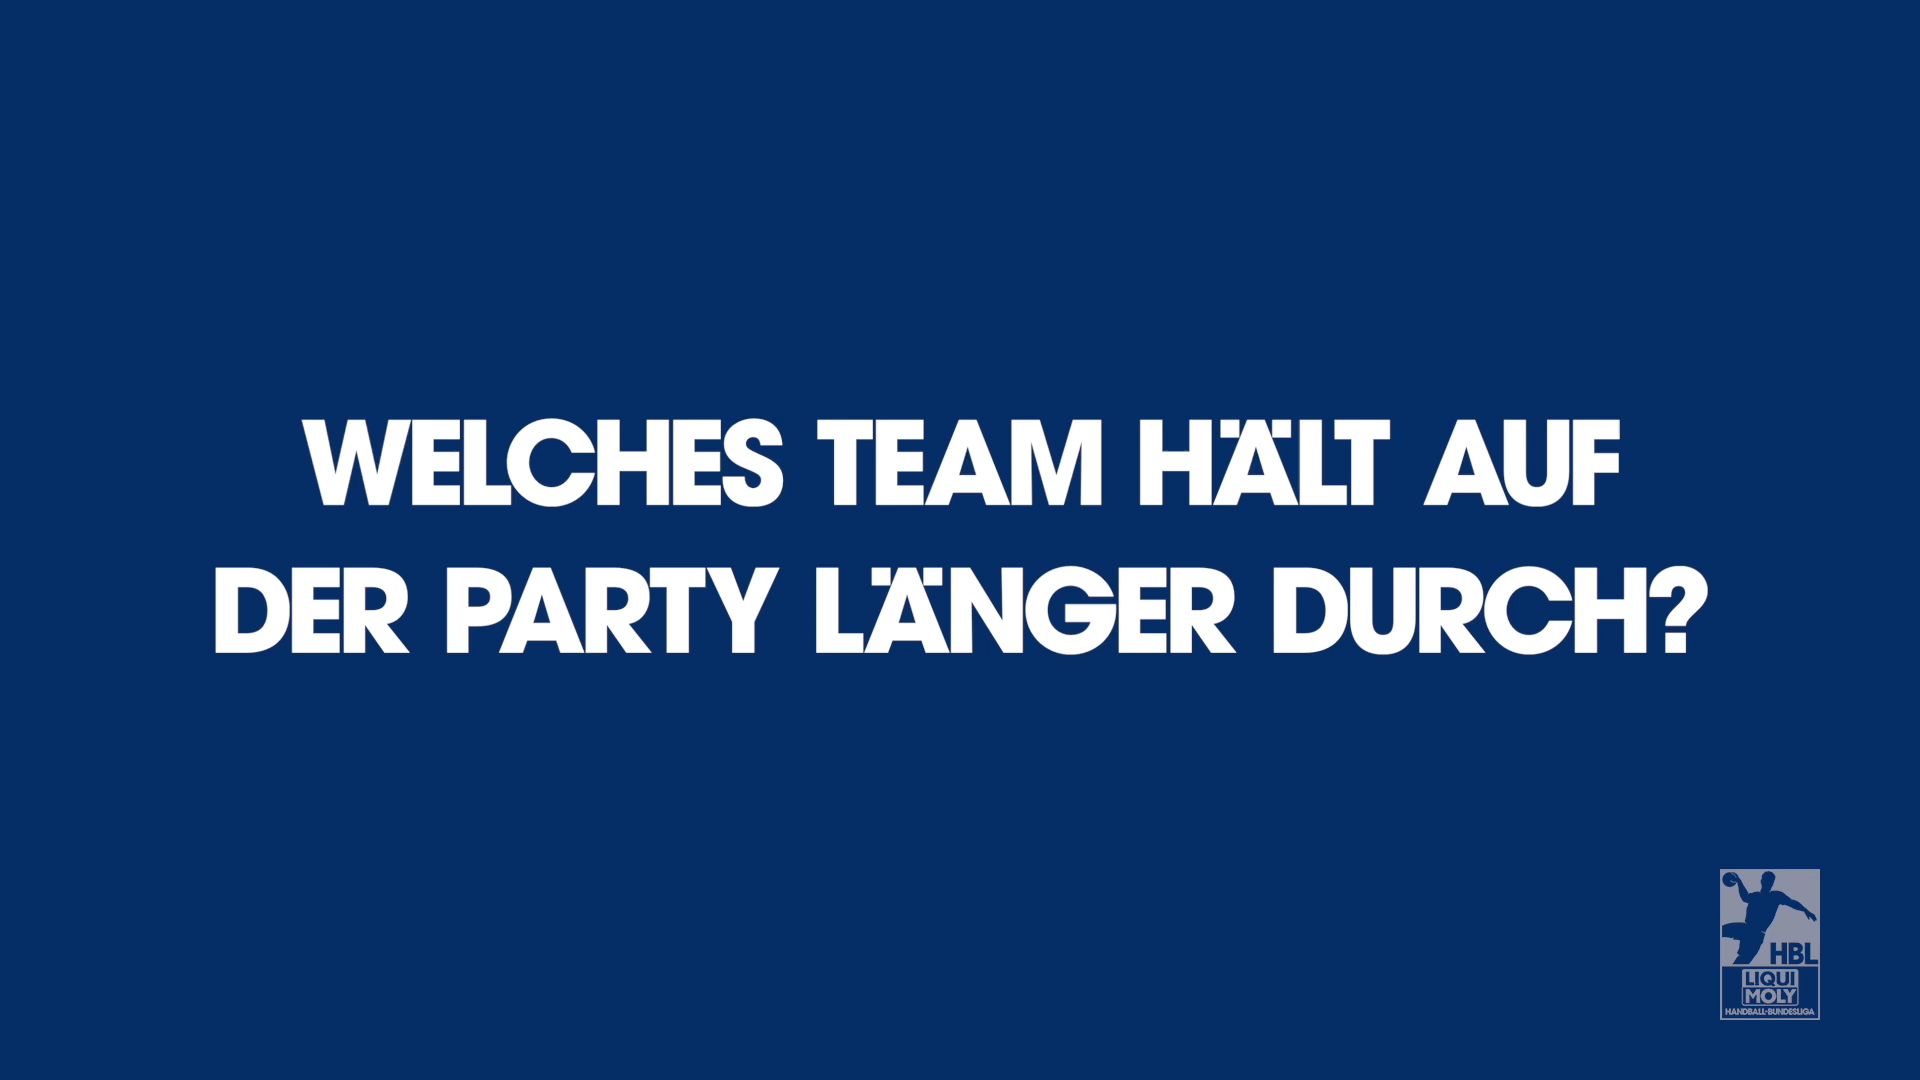 WELCHES TEAM HÄLT AUF
DER PARTY LÄNGER DURCH?
HBL
LIQUI
MOLY
HANDBALL-BUNDESLIGA